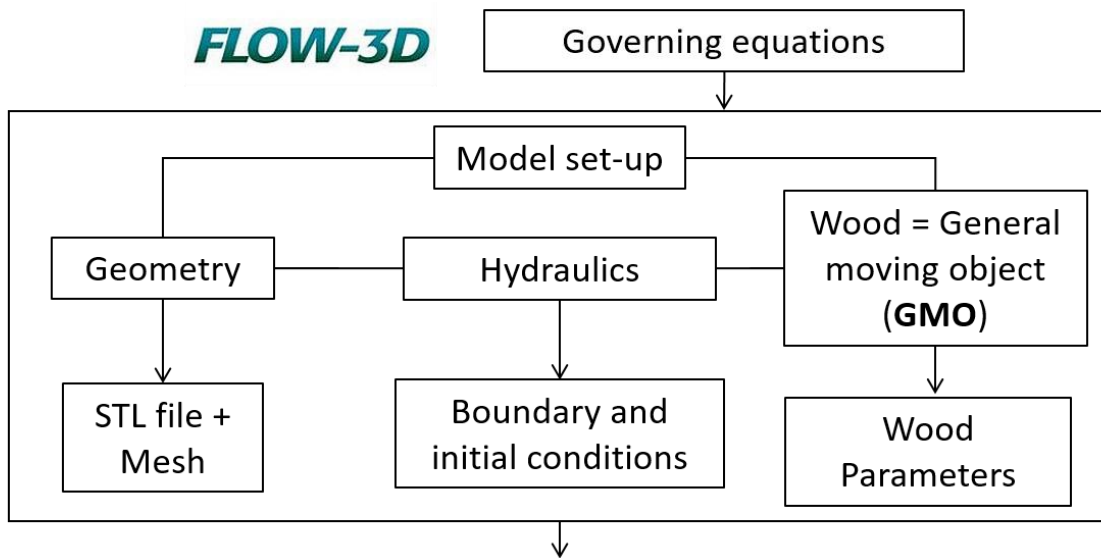 FLOW-3D
Governing equations
Model set-up
Geometry
Hydraulics
Wood = General
moving object
(GMO)
STL file +
Mesh
Boundary and
initial conditions
Wood
Parameters